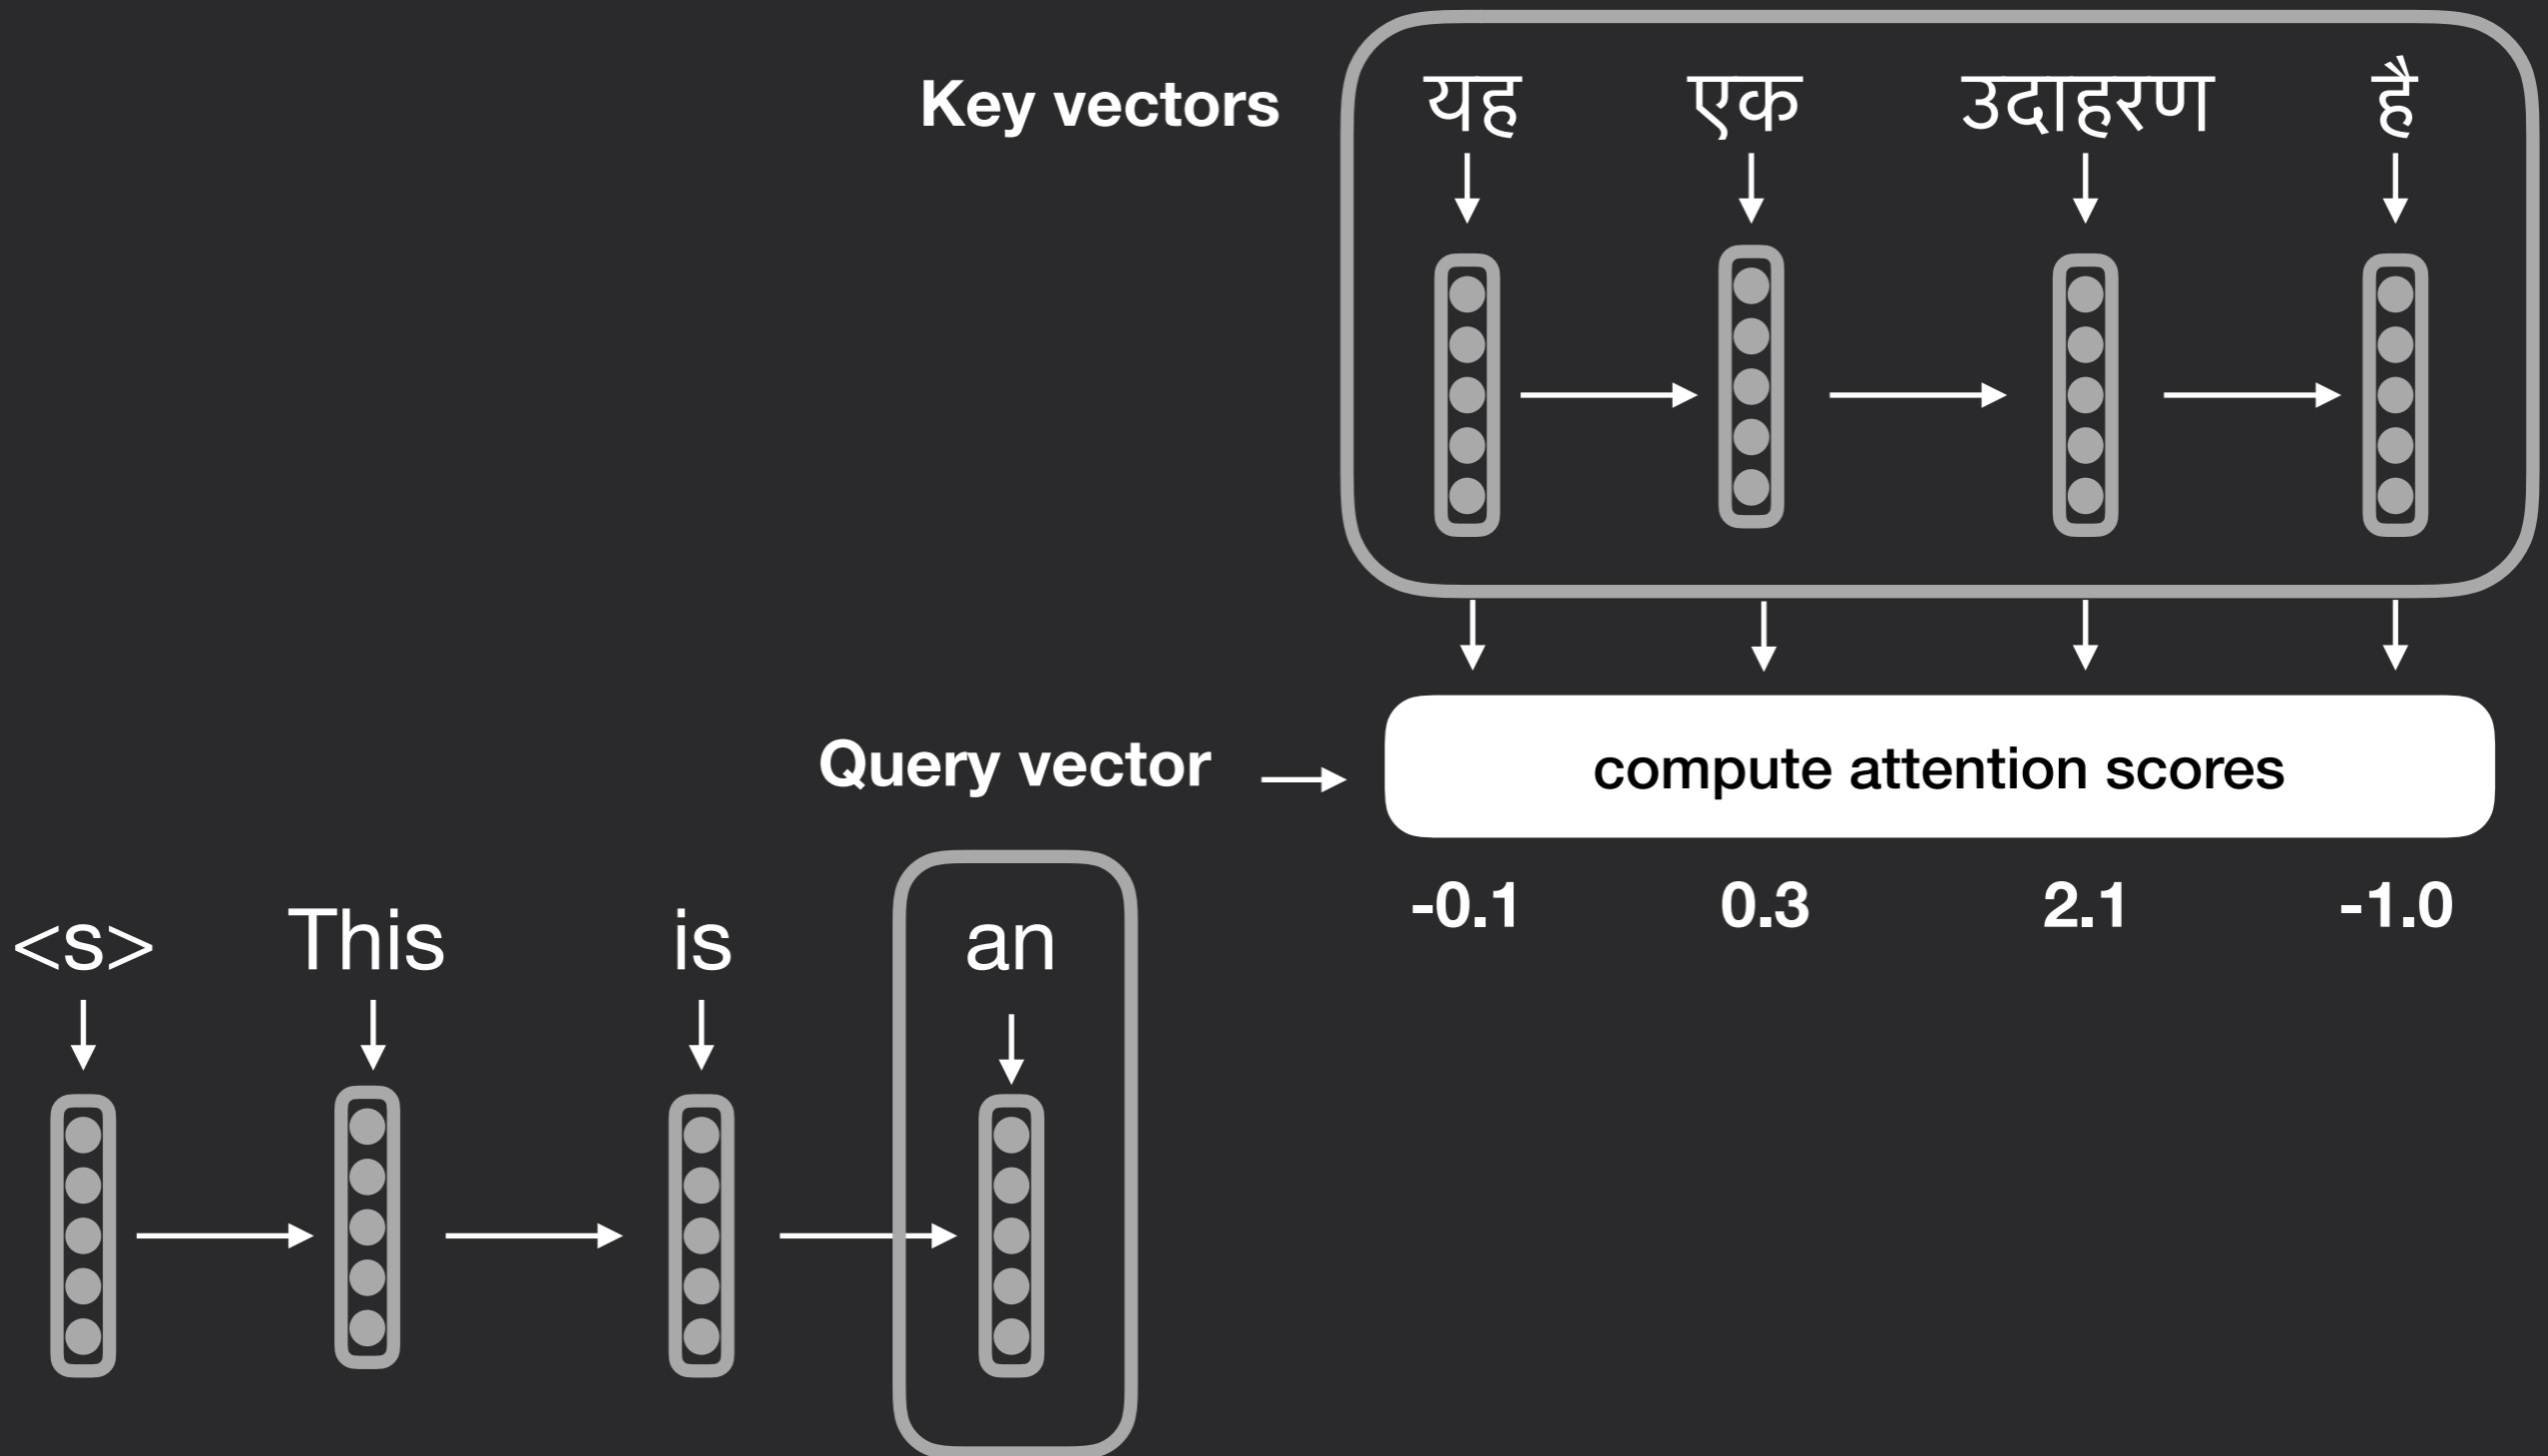 Key vectors यह एक उदाहरण है
Query vector compute attention scores
-0.1 0.3 2.1 -1.0
<s> This is an